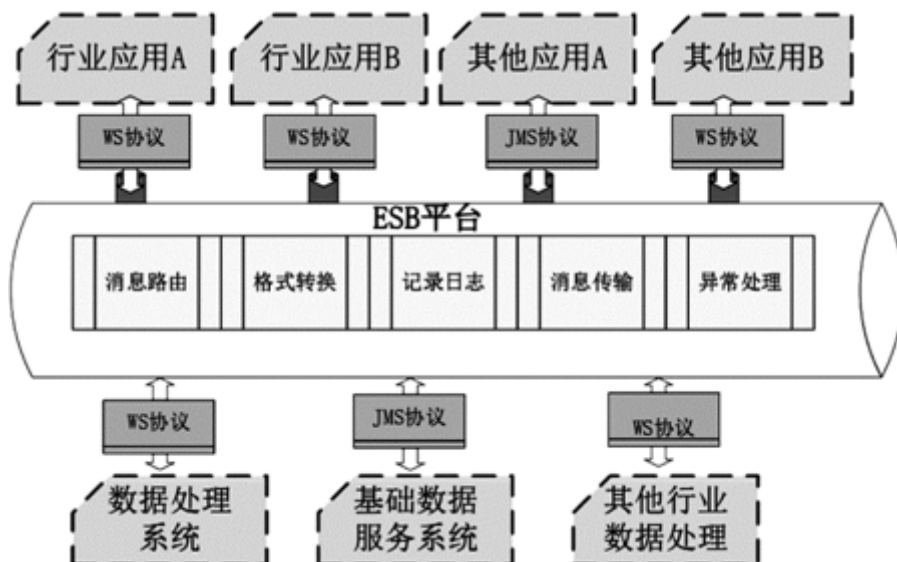 行业应用A
行业应用B
其他应用A
其他应用B
WS协议
WS协议
JMS协议
WS协议
ESB平台
消息路由
格式转换
记录日志
消息传输
异常处理
WS协议
JMS协议
WS协议
数据处理
系统
基础数据
服务系统
其他行业
数据处理